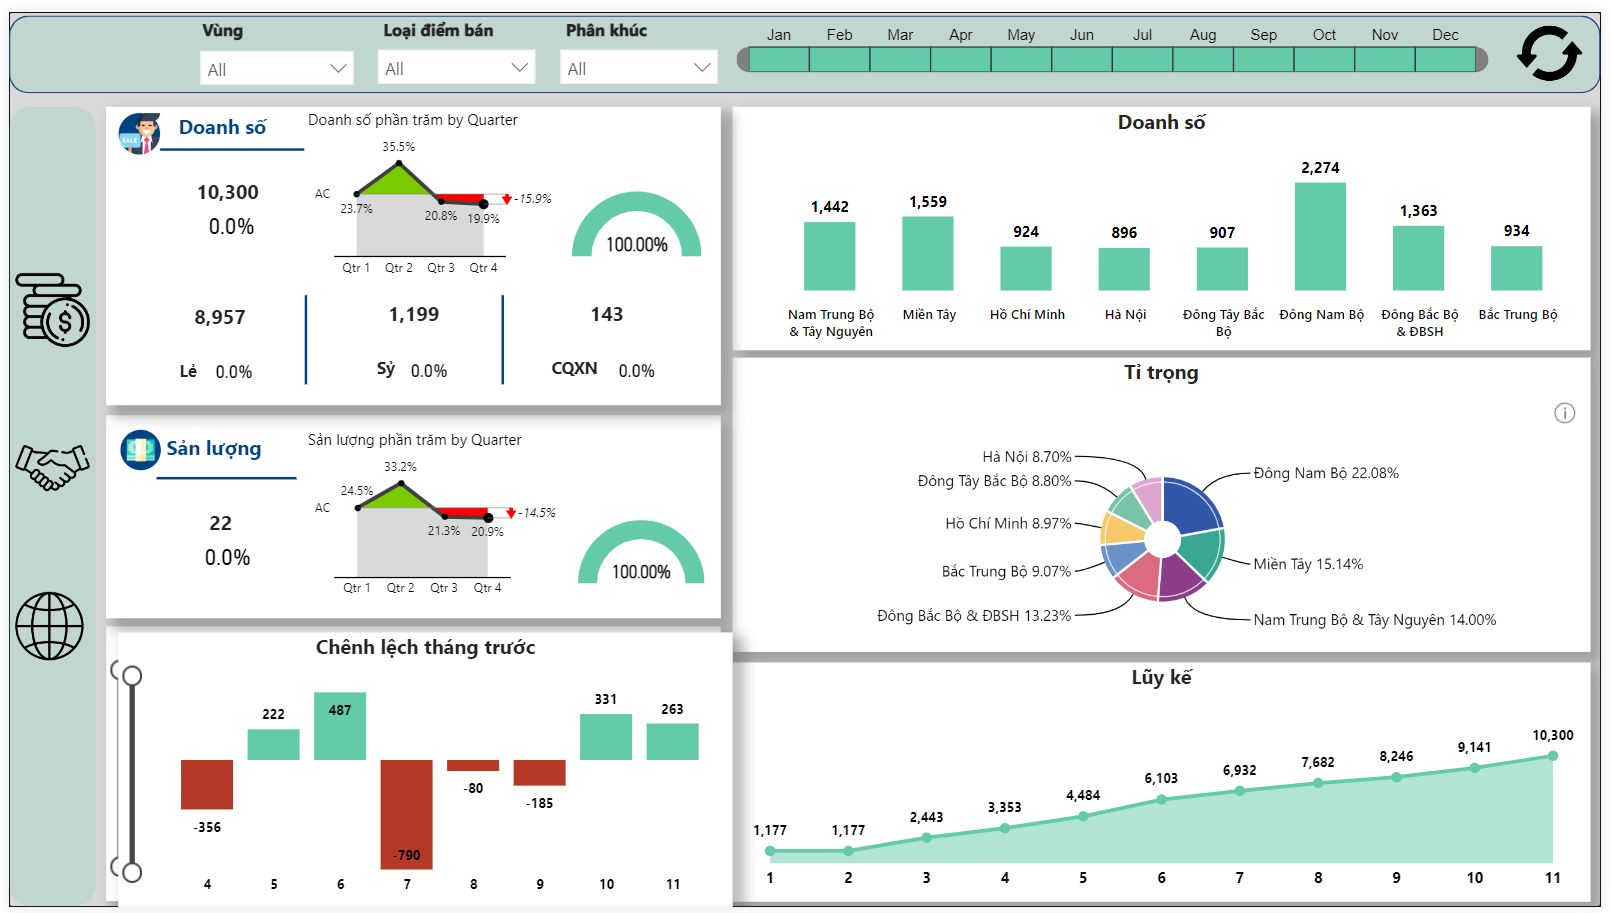 Vùng
All
Loại điểm bán
All
Phân khúc
All
Jan Feb Mar Apr May Jun Jul Aug Sep Oct Nov Dec
SALE
Doanh số
10,300
0.0%
Doanh số phần trăm by Quarter
35.5%
AC
-15.9%
23.7%
20.8%
19.9%
Qtr 1 Qtr 2 Qtr 3 Qtr 4
100.00%
8,957
Lẻ 0.0%
1,199
Sỷ 0.0%
143
CQXN 0.0%
Sản lượng
22
0.0%
Sản lượng phần trăm by Quarter
33.2%
24.5%
AC
-14.5%
21.3%
20.9%
Qtr 1 Qtr 2 Qtr 3 Qtr 4
100.00%
Chênh lệch tháng trước
-356
222
487
-790
-80
-185
331
263
4 5 6 7 8 9 10 11
Doanh số
1,442
1,559
924
896
907
2,274
1,363
934
Nam Trung Bộ
& Tây Nguyên
Miền Tây
Hồ Chí Minh
Hà Nội
Đông Tây Bắc
Bộ
Đông Nam Bộ
Đông Bắc Bộ
& ĐBSH
Bắc Trung Bộ
Tỉ trọng
Hà Nội 8.70%
Đông Tây Bắc Bộ 8.80%
Hồ Chí Minh 8.97%
Bắc Trung Bộ 9.07%
Đông Bắc Bộ & ĐBSH 13.23%
Đông Nam Bộ 22.08%
Miền Tây 15.14%
Nam Trung Bộ & Tây Nguyên 14.00%
Lũy kế
1,177
1,177
2,443
3,353
4,484
6,103
6,932
7,682
8,246
9,141
10,300
1 2 3 4 5 6 7 8 9 10 11